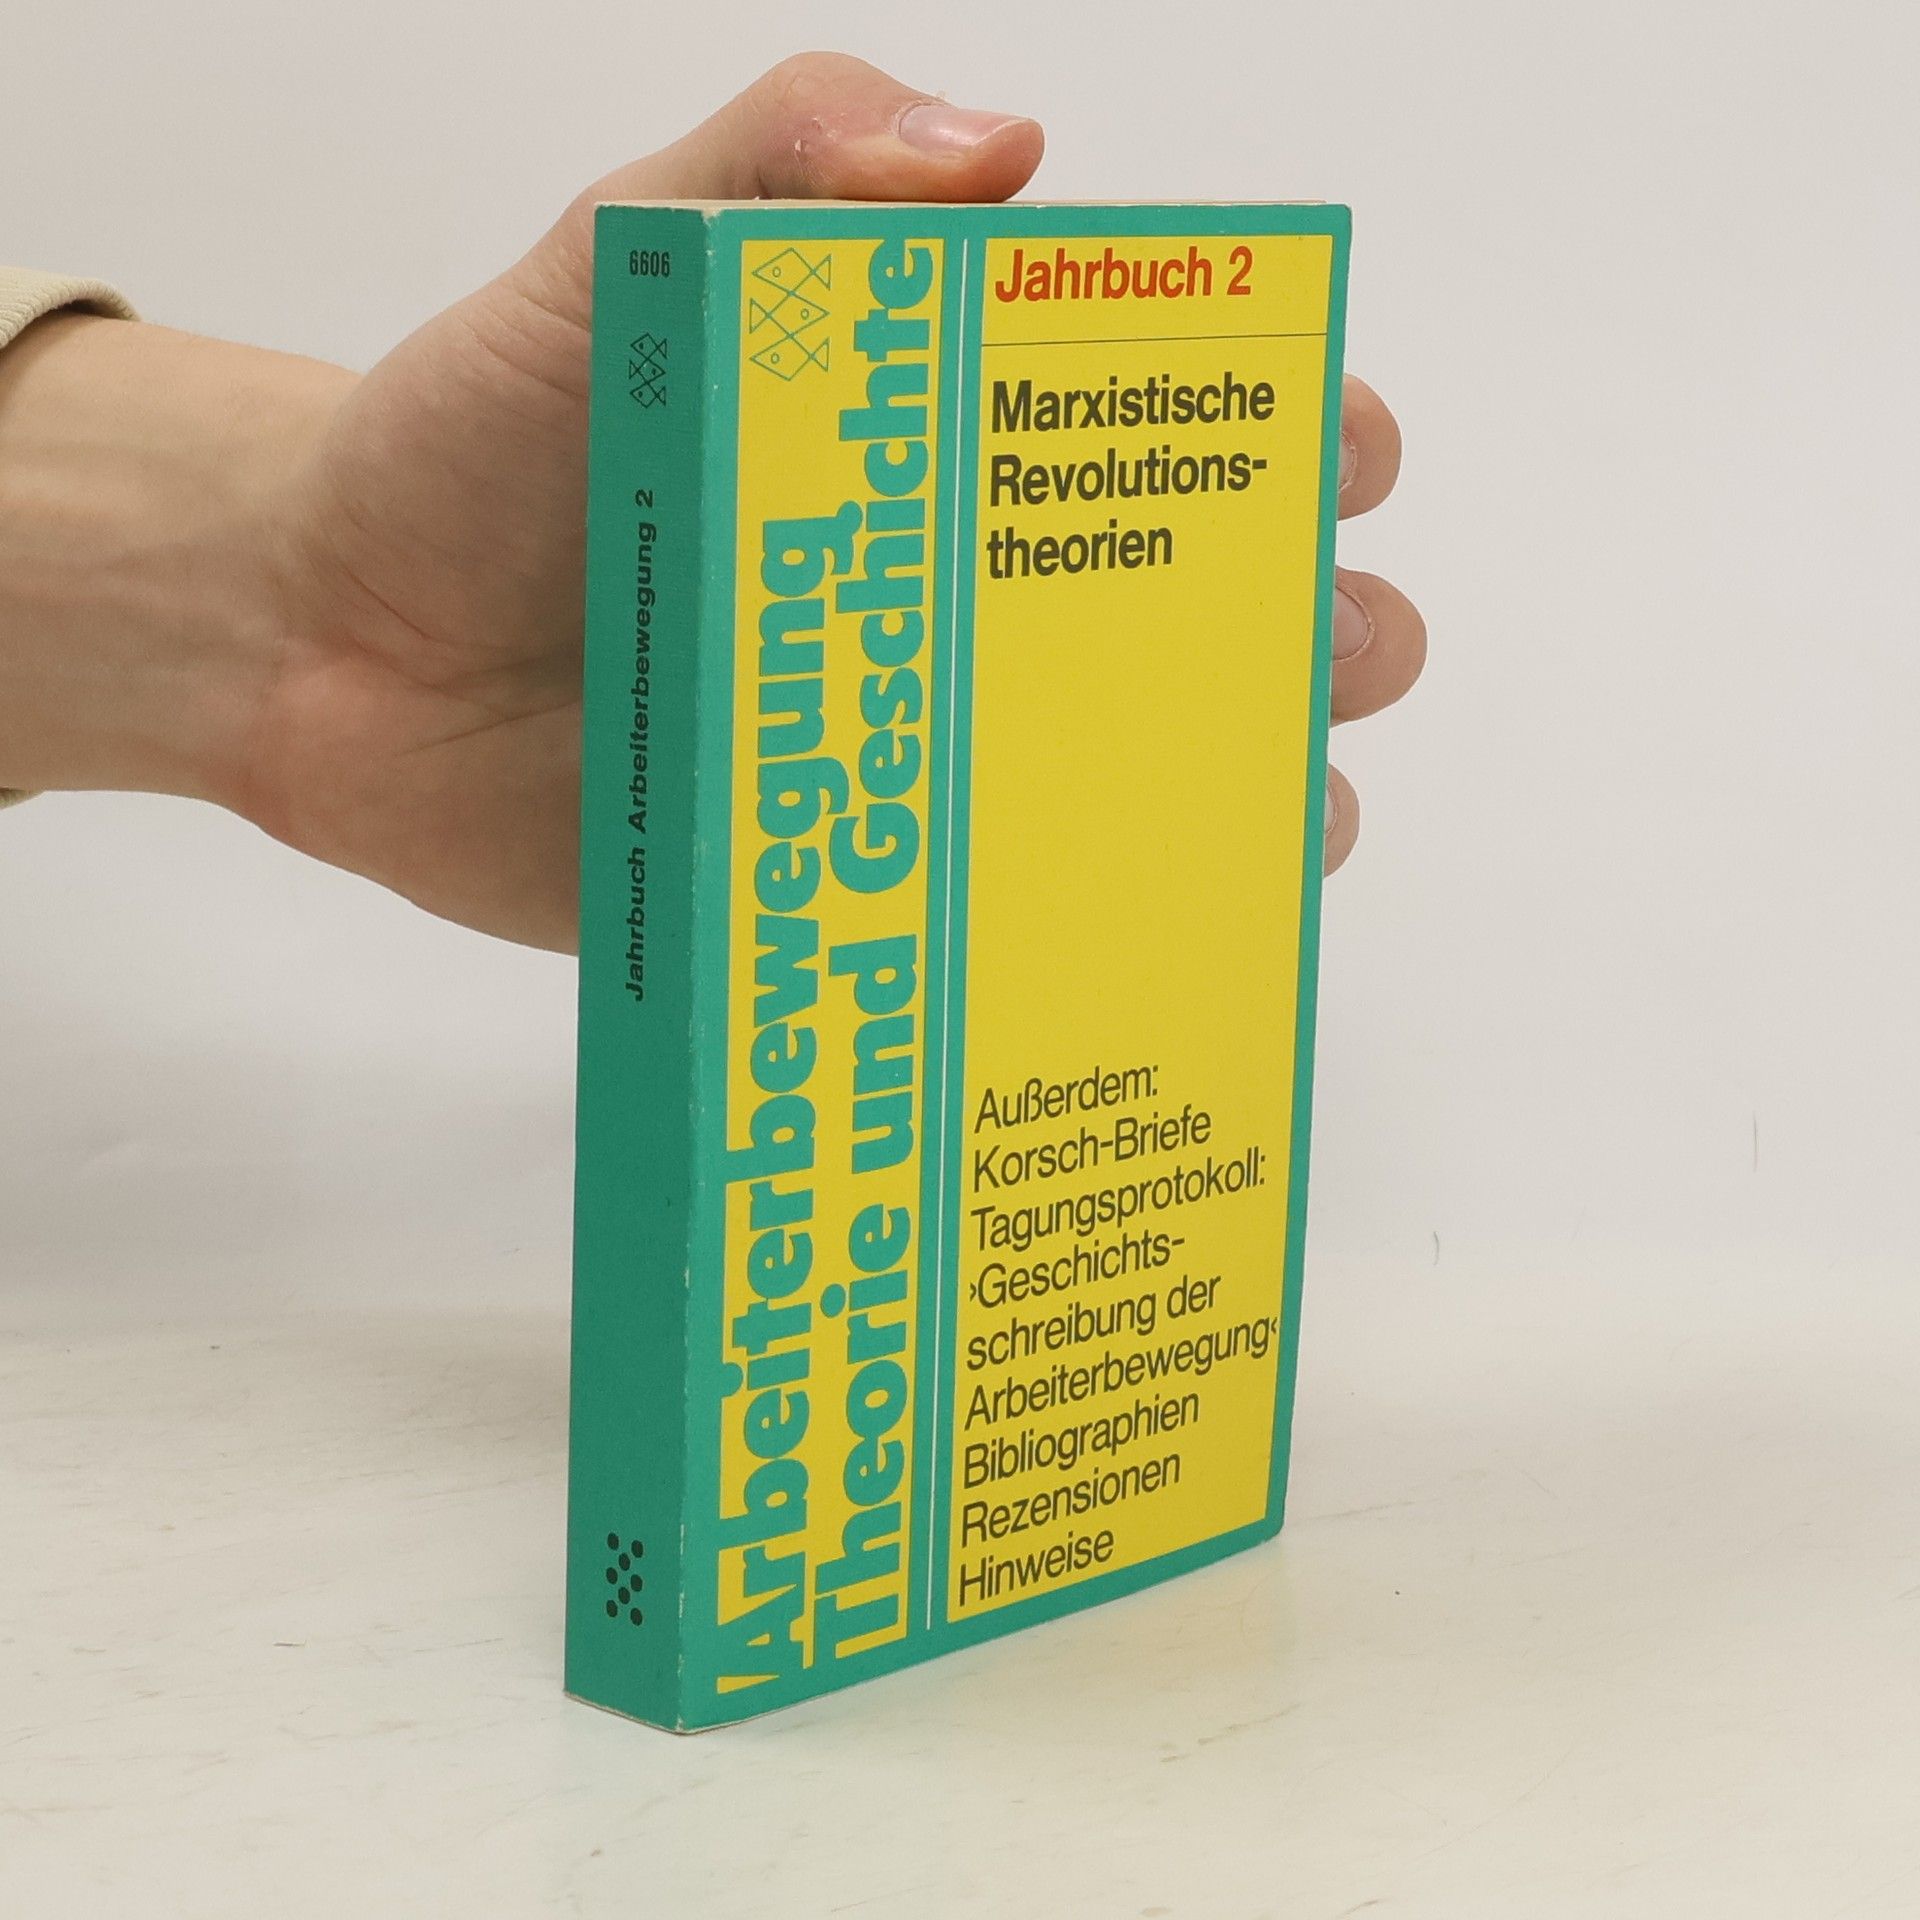 6606
Jahrbuch Arbeiterbewegung 2
Arbeiterbewegung
Theorie und Geschichte
Jahrbuch 2
Marxistische
Revolutions-
theorien
Außerdem:
Korsch-Briefe
Tagungsprotokoll:
›Geschichts-
schreibung der
Arbeiterbewegung‹
Bibliographien
Rezensionen
Hinweise